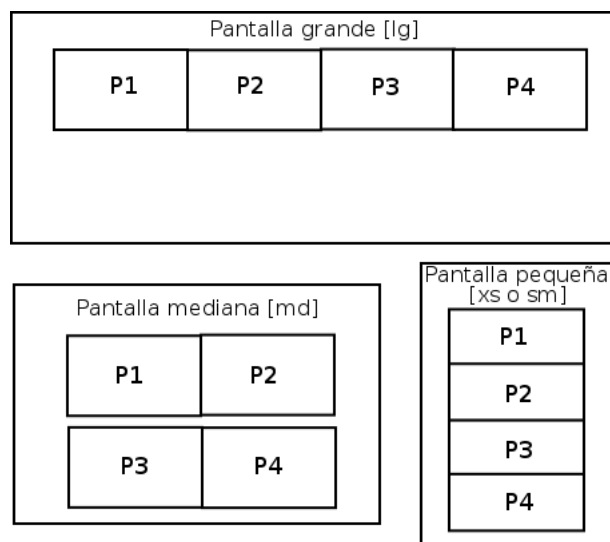 Pantalla grande [lg]
P1 P2 P3 P4
Pantalla mediana [md]
P1 P2
P3 P4
Pantalla pequeña
[xs o sm]
P1
P2
P3
P4